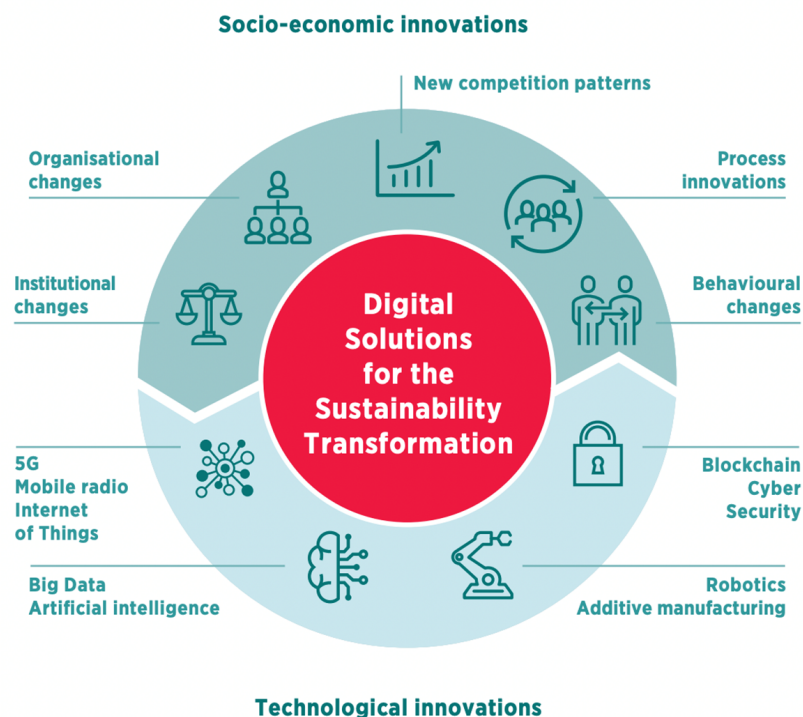 Socio-economic innovations
New competition patterns
Organisational
changes
Process
innovations
Institutional
changes
Behavioural
changes
Digital
Solutions
for the
Sustainability
Transformation
5G
Mobile radio
Internet
of Things
Blockchain
Cyber
Security
Big Data
Artificial intelligence
Robotics
Additive manufacturing
Technological innovations